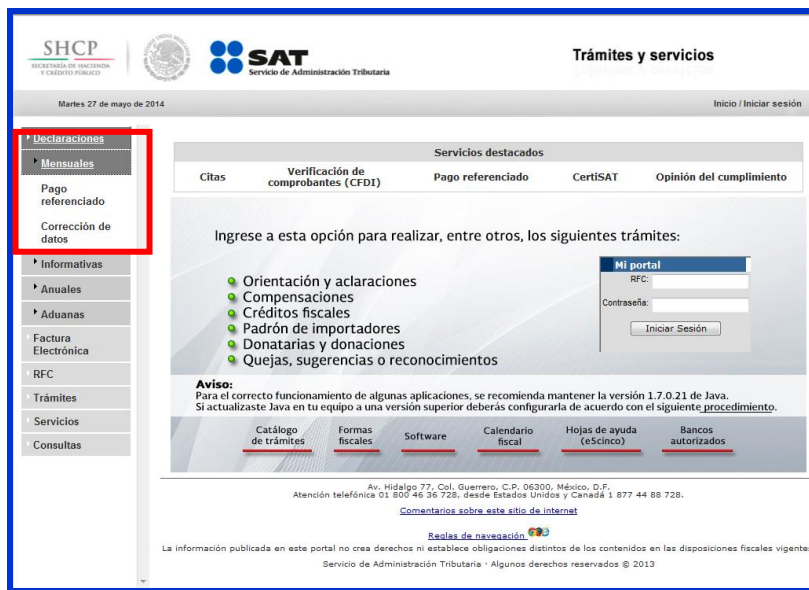 SHCP
SECRETARÍA DE HACIENDA
Y CRÉDITO PÚBLICO
SAT
Servicio de Administración Tributaria
Trámites y servicios
Martes 27 de mayo de 2014
Inicio / Iniciar sesión
Declaraciones
Mensuales
Pago
referenciado
Corrección de
datos
Informativas
Anuales
Aduanas
Factura
Electrónica
RFC
Trámites
Servicios
Consultas
Servicios destacados
Citas
Verificación de
comprobantes (CFDI)
Pago referenciado
CertiSAT
Opinión del cumplimiento
Ingrese a esta opción para realizar, entre otros, los siguientes trámites:
Orientación y aclaraciones
Compensaciones
Créditos fiscales
Padrón de importadores
Donatarias y donaciones
Quejas, sugerencias o reconocimientos
Mi portal
RFC:
Contraseña:
Iniciar Sesión
Aviso:
Para el correcto funcionamiento de algunas aplicaciones, se recomienda mantener la versión 1.7.0.21 de Java.
Si actualizaste Java en tu equipo a una versión superior deberás configurarla de acuerdo con el siguiente procedimiento.
Catálogo
de trámites
Formas
fiscales
Software
Calendario
fiscal
Hojas de ayuda
(e5cinco)
Bancos
autorizados
Av. Hidalgo 77, Col. Guerrero, C.P. 06300, México, D.F.
Atención telefónica 01 800 46 36 728, desde Estados Unidos y Canadá 1 877 44 88 728.
Comentarios sobre este sitio de internet
Reglas de navegación
La información publicada en este portal no crea derechos ni establece obligaciones distintos de los contenidos en las disposiciones fiscales vigente
Servicio de Administración Tributaria · Algunos derechos reservados © 2013